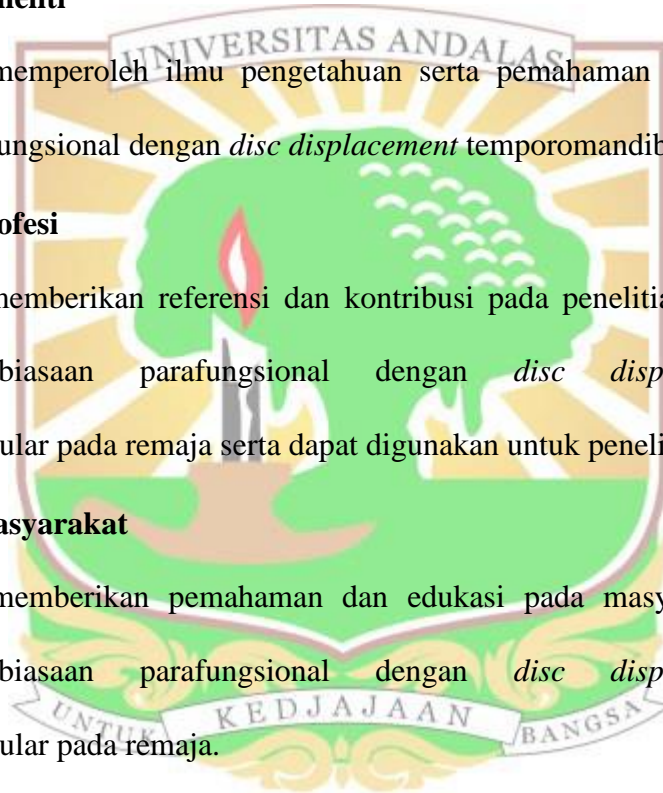 UNIVERSITAS ANDALAS
memperoleh ilmu pengetahuan serta pemahaman
ungsional dengan disc displacement temporomandib
ofesi
memberikan referensi dan kontribusi pada penelitia
biasaan parafungsional dengan disc disp
ular pada remaja serta dapat digunakan untuk peneli
asyarakat
memberikan pemahaman dan edukasi pada masy
biasaan parafungsional dengan disc disp
ular pada remaja.
UNTUK KEDJAJAAN BANGSA